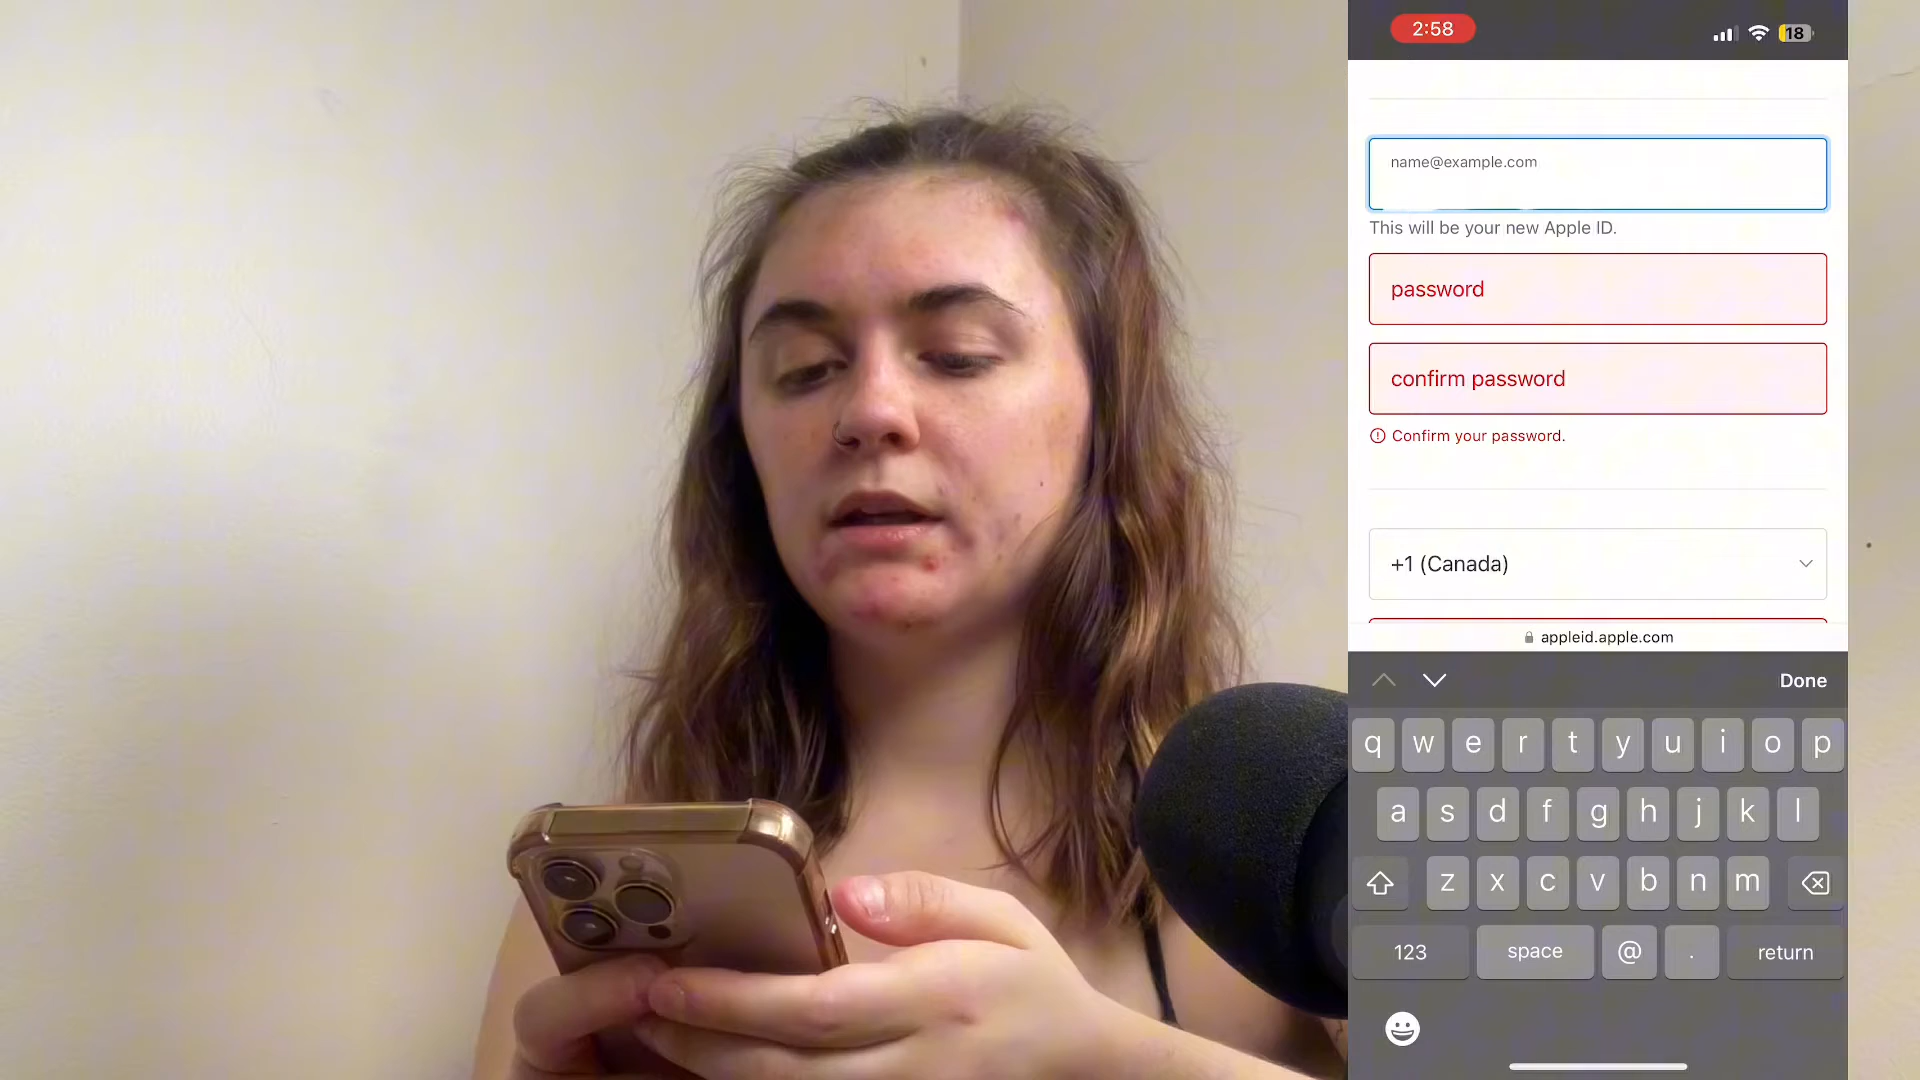 2:58
18
name@example.com
This will be your new Apple ID.
password
confirm password
Confirm your password.
+1 (Canada)
appleid.apple.com
Done
q w e r t y u i o p
a s d f g h j k l
z x c v b n m
123 space @ . return